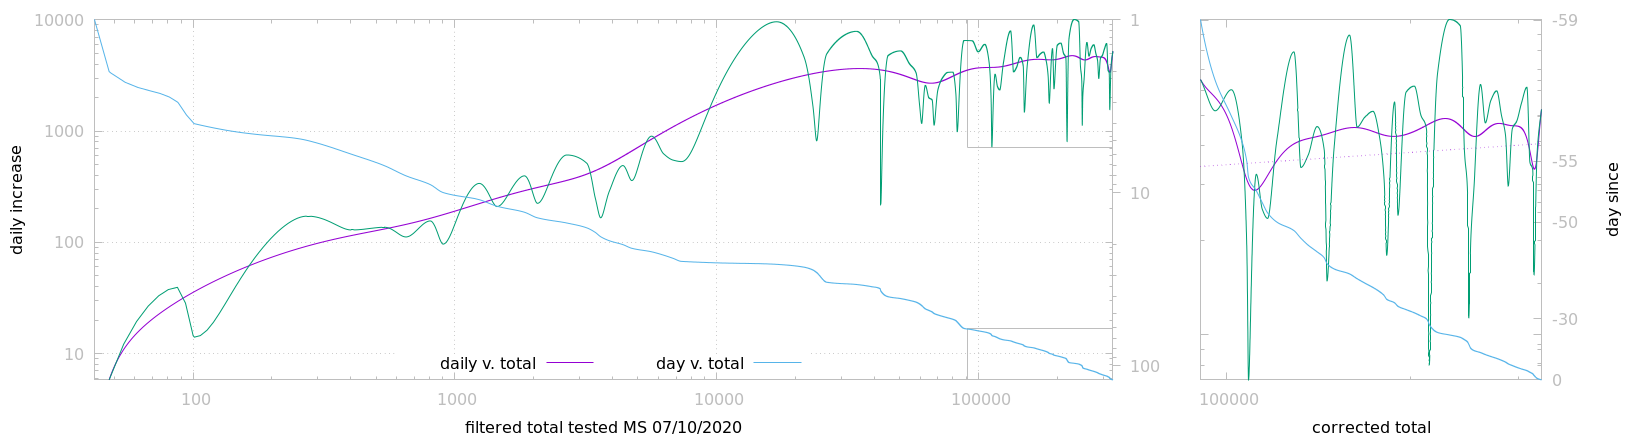 10000
1000
100
10
daily increase
100
1000
10000
100000
filtered total tested MS 07/10/2020
daily v. total
day v. total
1
10
100
100000
corrected total
-59
-55
-50
-30
0
day since